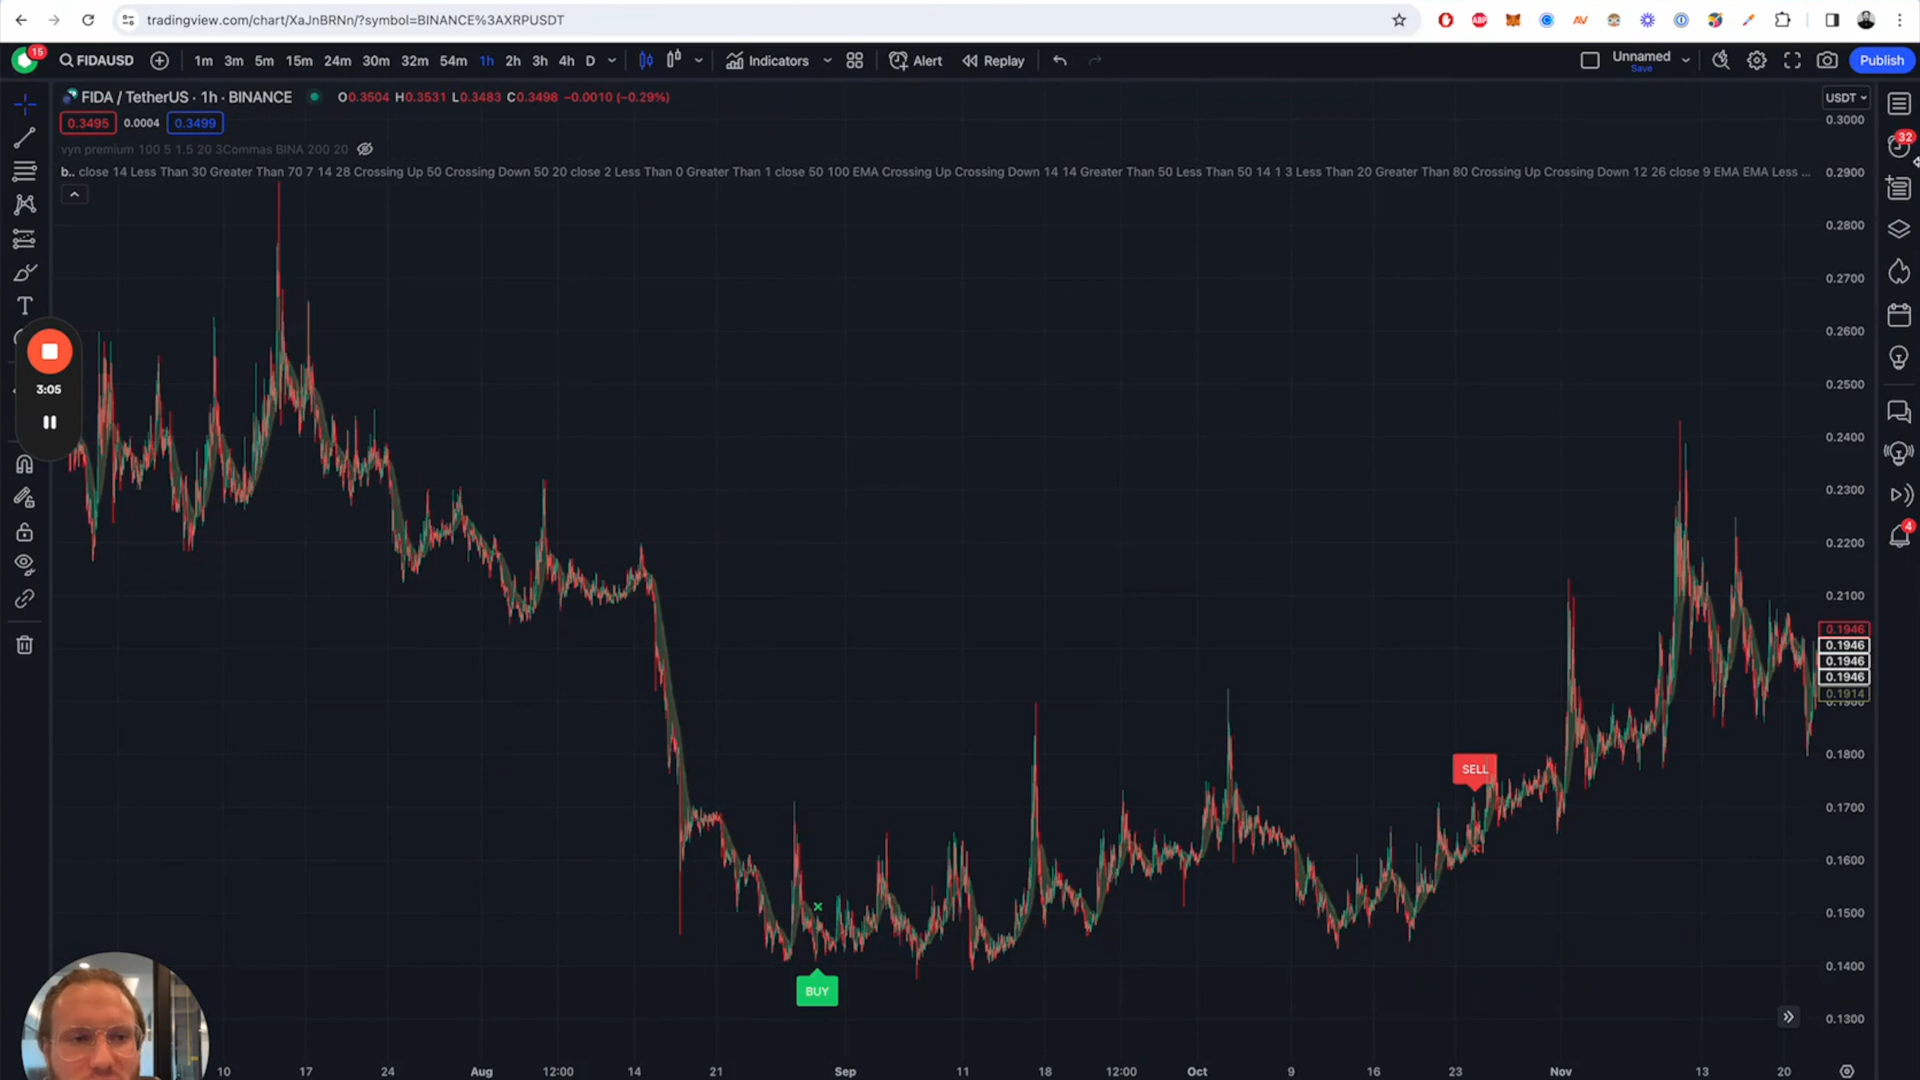 tradingview.com/chart/XaJnBRNn/?symbol=BINANCE%3AXRPUSDT
ABP
AV
15
FIDAUSD
1m 3m 5m 15m 24m 30m 32m 54m 1h 2h 3h 4h D
Indicators
Alert
Replay
Unnamed
Save
Publish
FIDA / TetherUS · 1h · BINANCE
O0.3504 H0.3531 L0.3483 C0.3498 −0.0010 (−0.29%)
USDT
0.3495 0.0004 0.3499
vyn premium 100 5 1.5 20 3Commas BINA 200 20
b.. close 14 Less Than 30 Greater Than 70 7 14 28 Crossing Up 50 Crossing Down 50 20 close 2 Less Than 0 Greater Than 1 close 50 100 EMA Crossing Up Crossing Down 14 14 Greater Than 50 Less Than 50 14 1 3 Less Than 20 Greater Than 80 Crossing Up Crossing Down 12 26 close 9 EMA EMA Less ...
32
4
3:05
0.3000
0.2900
0.2800
0.2700
0.2600
0.2500
0.2400
0.2300
0.2200
0.2100
0.1946
0.1946
0.1946
0.1946
0.1914
0.1900
0.1800
0.1700
0.1600
0.1500
0.1400
0.1300
SELL
BUY
10 17 24 Aug 12:00 14 21 Sep 11 18 12:00 Oct 9 16 23 Nov 13 20